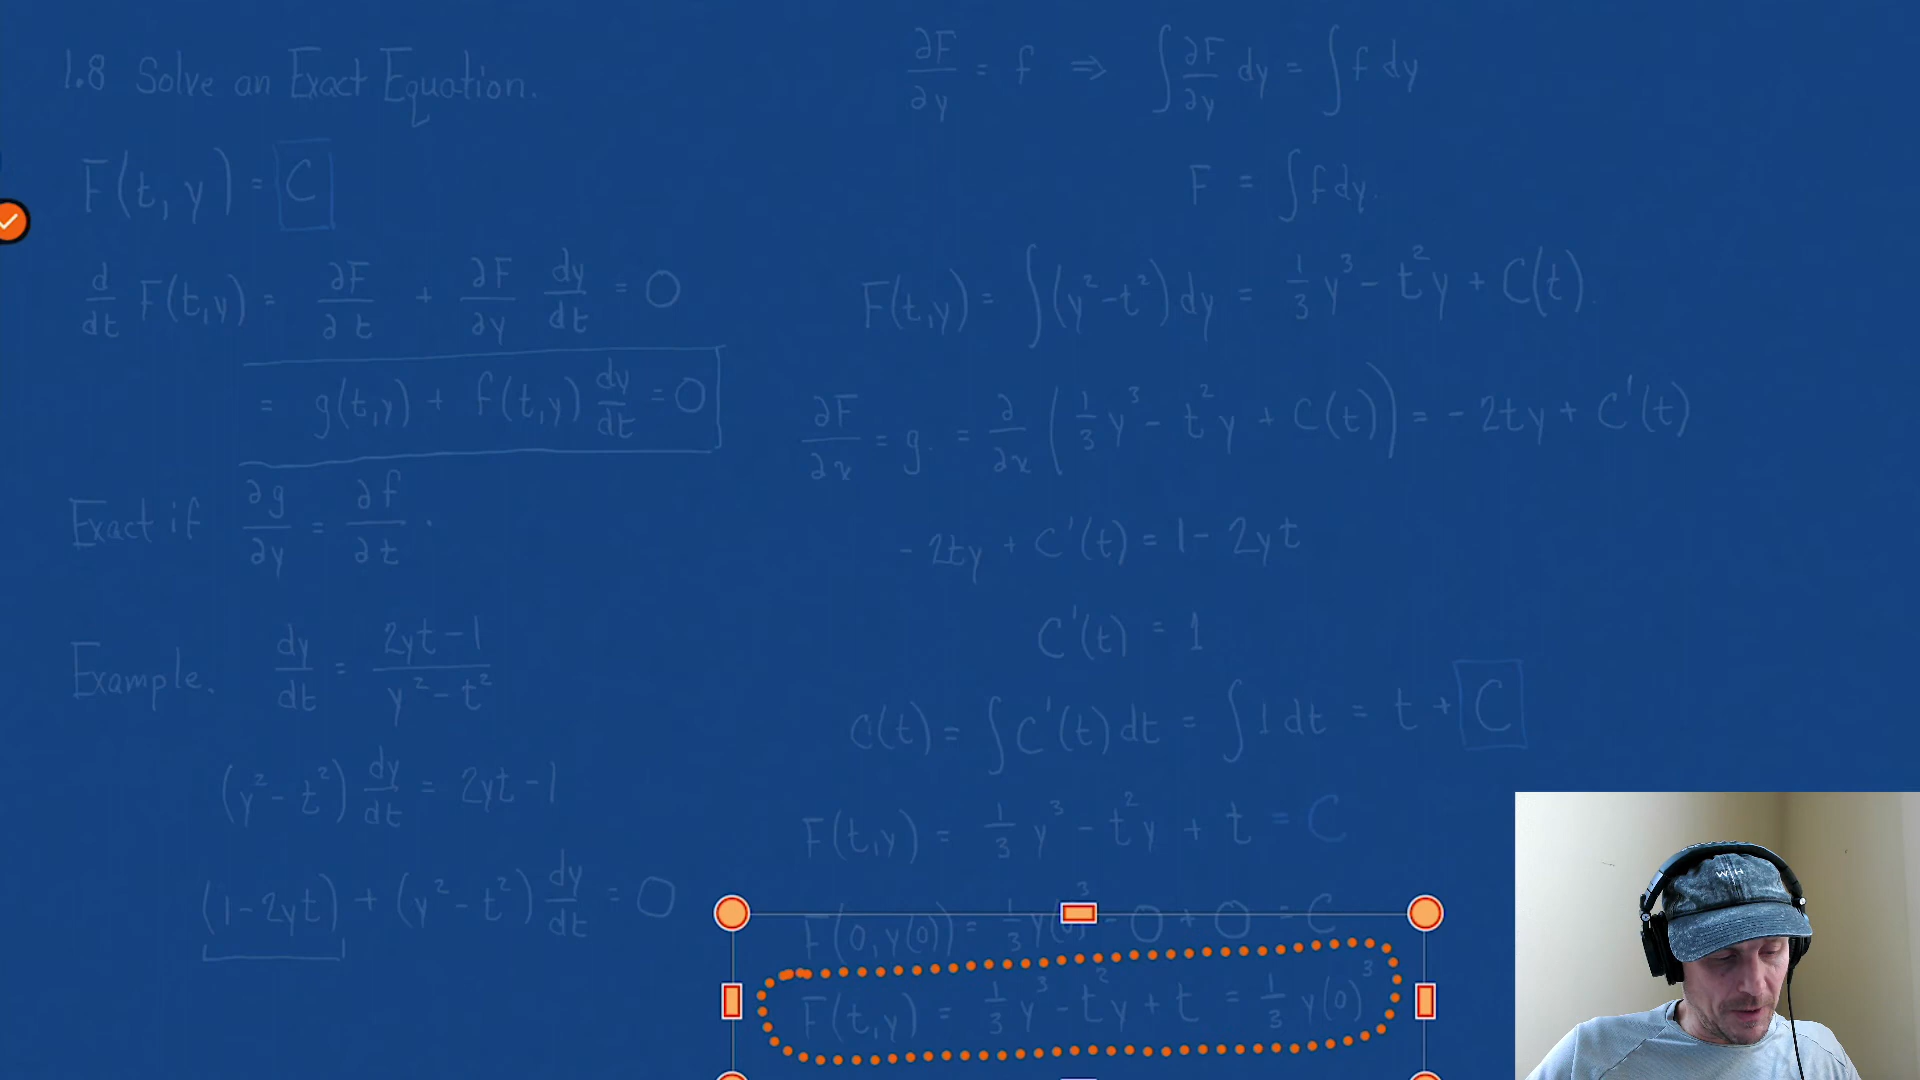 1.8 Solve an Exact Equation.
F(t, y) = C
d/dt F(t,y) = ∂F/∂t + ∂F/∂y dy/dt = 0
= g(t,y) + f(t,y) dy/dt = 0
Exact if ∂g/∂y = ∂f/∂t .
Example. dy/dt = (2yt - 1)/(y² - t²)
(y² - t²) dy/dt = 2yt - 1
(1 - 2yt) + (y² - t²) dy/dt = 0
∂F/∂y = f ⇒ ∫ ∂F/∂y dy = ∫ f dy
F = ∫ f dy.
F(t,y) = ∫ (y² - t²) dy = 1/3 y³ - t²y + C(t).
∂F/∂x = g. = ∂/∂x ( 1/3 y³ - t²y + C(t) ) = - 2ty + C'(t)
- 2ty + C'(t) = 1 - 2yt
C'(t) = 1
C(t) = ∫ C'(t) dt = ∫ 1 dt = t + C
F(t,y) = 1/3 y³ - t²y + t = C
F(0, y(0)) = 1/3 y(0)³ - 0 + 0 = C
F(t,y) = 1/3 y³ - t²y + t = 1/3 y(0)³